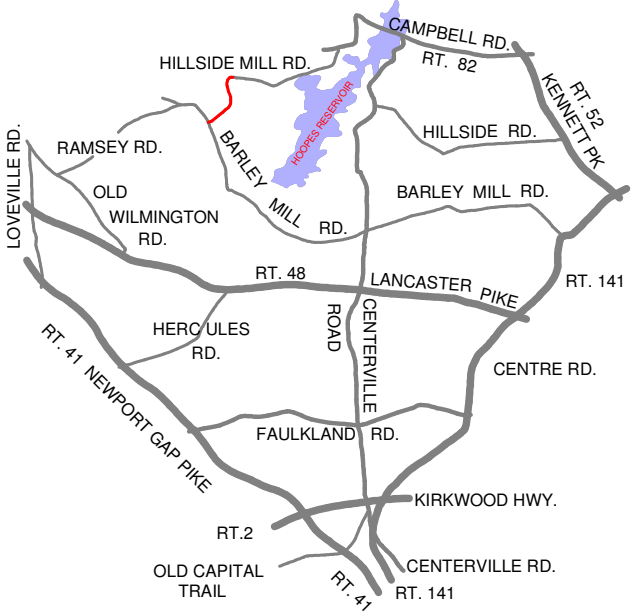 CAMPBELL RD.
RT. 82
HILLSIDE MILL RD.
RT. 52
KENNETT PK
HOOPES RESERVOIR
HILLSIDE RD.
LOVEVILLE RD.
RAMSEY RD.
BARLEY MILL RD.
BARLEY MILL RD.
OLD
WILMINGTON
RD.
RT. 48
LANCASTER PIKE
RT. 141
HERCULES
RD.
CENTERVILLE
ROAD
CENTRE RD.
RT. 41 NEWPORT GAP PIKE
FAULKLAND RD.
KIRKWOOD HWY.
RT.2
OLD CAPITAL
TRAIL
CENTERVILLE RD.
RT. 41
RT. 141